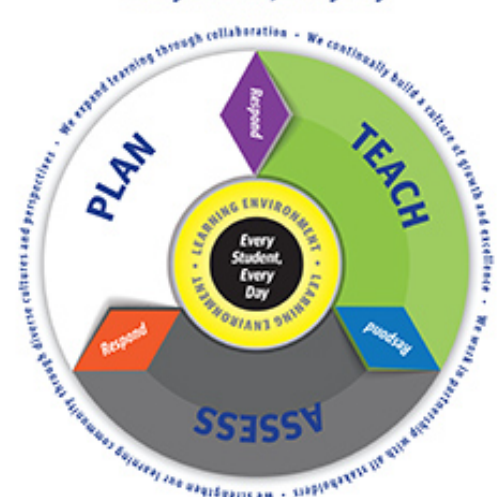 We expand learning through collaboration • We continually build a culture of growth and excellence • We work in partnership with all stakeholders • We strengthen our learning community through diverse cultures and perspectives •
PLAN
Respond
TEACH
LEARNING ENVIRONMENT • LEARNING ENVIRONMENT •
Every
Student,
Every
Day
Respond
Respond
ASSESS